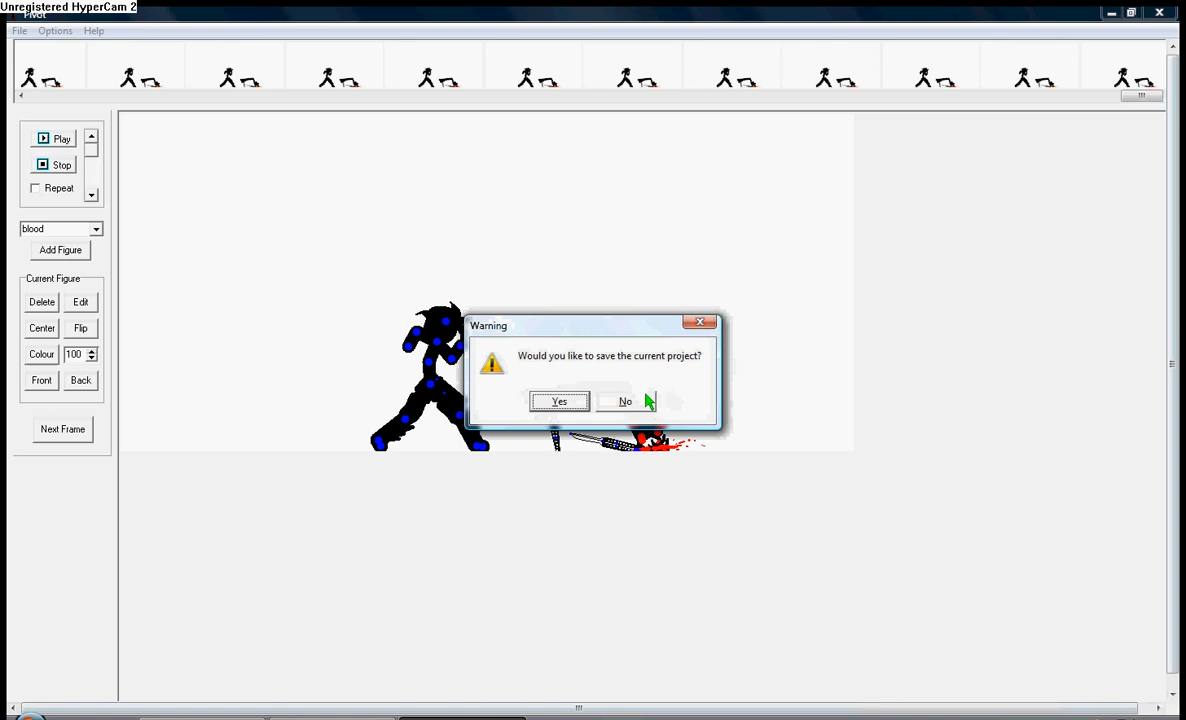 Unregistered HyperCam 2
Pivot
File Options Help
Play
Stop
Repeat
blood
Add Figure
Current Figure
Delete Edit
Center Flip
Colour 100
Front Back
Next Frame
Warning
Would you like to save the current project?
Yes No